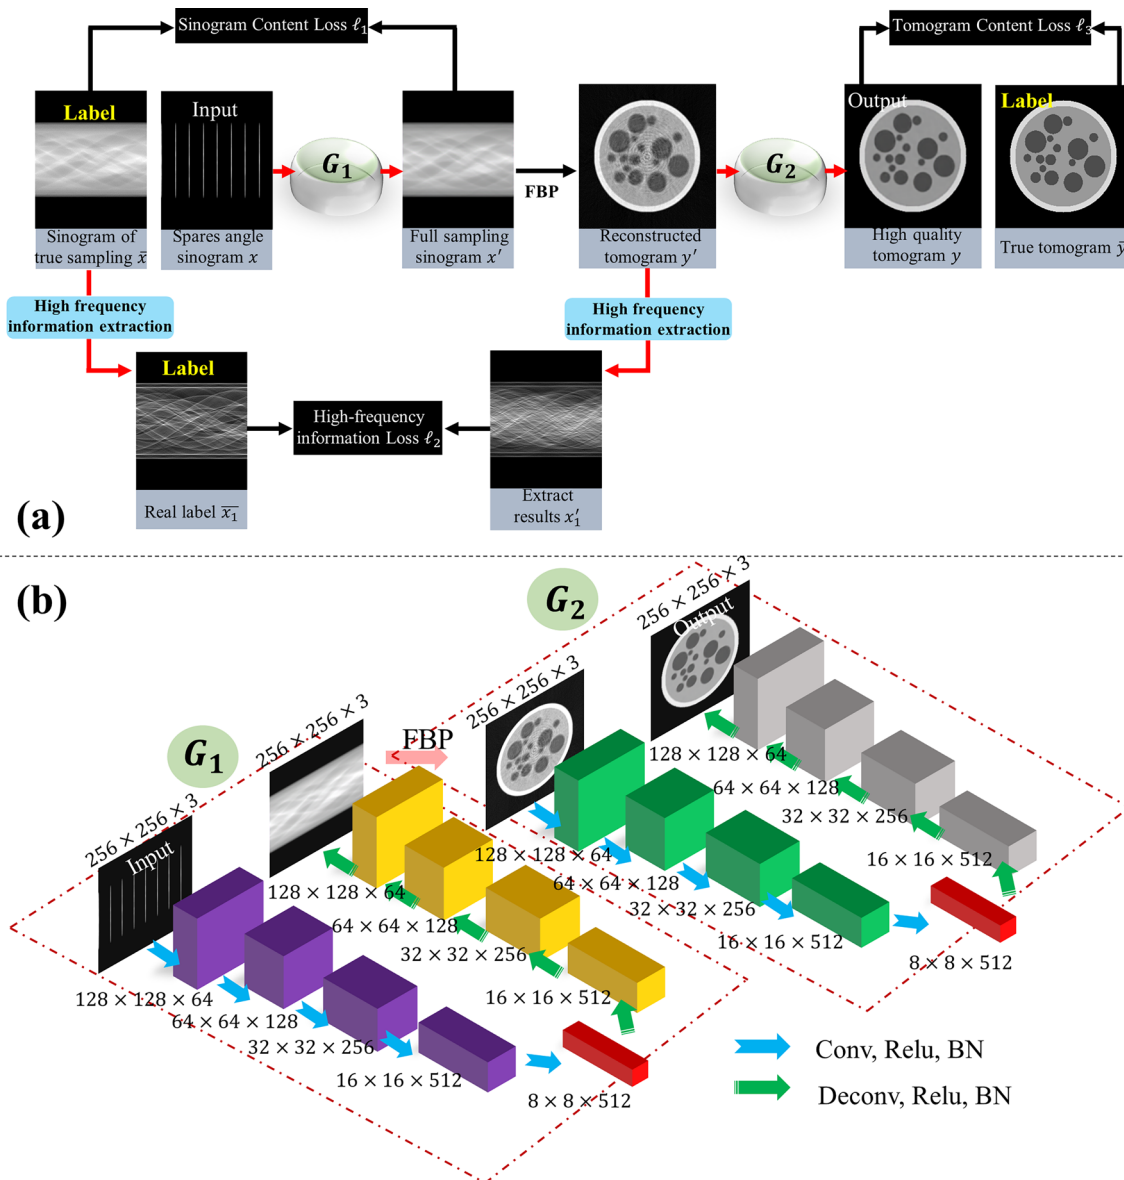 (a)
Sinogram Content Loss ℓ₁
Tomogram Content Loss ℓ₃
Label
Input
G₁
FBP
G₂
Output
Label
Sinogram of
true sampling x̄
Spares angle
sinogram x
Full sampling
sinogram x′
Reconstructed
tomogram y′
High quality
tomogram y
True tomogram ȳ
High frequency
information extraction
High frequency
information extraction
Label
High-frequency
information Loss ℓ₂
Real label x̄₁
Extract
results x₁′
(b)
G₁
G₂
256 × 256 × 3
Input
256 × 256 × 3
FBP
256 × 256 × 3
256 × 256 × 3
Output
128 × 128 × 64
64 × 64 × 128
32 × 32 × 256
16 × 16 × 512
8 × 8 × 512
128 × 128 × 64
64 × 64 × 128
32 × 32 × 256
16 × 16 × 512
128 × 128 × 64
64 × 64 × 128
32 × 32 × 256
16 × 16 × 512
8 × 8 × 512
128 × 128 × 64
64 × 64 × 128
32 × 32 × 256
16 × 16 × 512
Conv, Relu, BN
Deconv, Relu, BN